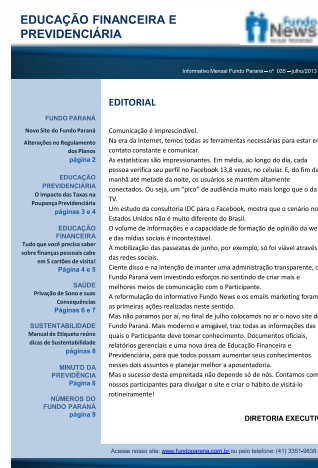 EDUCAÇÃO FINANCEIRA E
PREVIDENCIÁRIA
Fundo
News
Informativo Mensal Fundo Paraná — nº 035 — julho/2013
FUNDO PARANÁ
Novo Site do Fundo Paraná
Alterações no Regulamento
dos Planos
página 2
EDUCAÇÃO
PREVIDENCIÁRIA
O Impacto das Taxas na
Poupança Previdenciária
páginas 3 e 4
EDUCAÇÃO
FINANCEIRA
Tudo que você precisa saber
sobre finanças pessoais cabe
em 5 cartões de visita!
Página 4 e 5
SAÚDE
Privação de Sono e suas
Consequências
Páginas 6 e 7
SUSTENTABILIDADE
Manual de Etiqueta reúne
dicas de Sustentabilidade
páginas 8
MINUTO DA
PREVIDÊNCIA
Página 8
NÚMEROS DO
FUNDO PARANÁ
página 9
EDITORIAL
Comunicação é imprescindível.
Na era da Internet, temos todas as ferramentas necessárias para estar em
contato constante e comunicar.
As estatísticas são impressionantes. Em média, ao longo do dia, cada
pessoa verifica seu perfil no Facebook 13,8 vezes, no celular. E, do fim da
manhã até metade da noite, os usuários se mantém altamente
conectados. Ou seja, um "pico" de audiência muito mais longo que o da
TV.
Um estudo da consultoria IDC para o Facebook, mostra que o cenário no
Estados Unidos não é muito diferente do Brasil.
O volume de informações e a capacidade de formação de opinião da we
e das mídias sociais é incontestável.
A mobilização das passeatas de junho, por exemplo, só foi viável através
das redes sociais.
Ciente disso e na intenção de manter uma administração transparente, o
Fundo Paraná vem investindo esforços no sentindo de criar mais e
melhores meios de comunicação com o Participante.
A reformulação do informativo Fundo News e os emails marketing foram
as primeiras ações realizadas neste sentido.
Mas não paramos por aí, no final de julho colocamos no ar o novo site do
Fundo Paraná. Mais moderno e amigável, traz todas as informações das
quais o Participante deve tomar conhecimento. Documentos oficiais,
relatórios gerenciais e uma nova área de Educação Financeira e
Previdenciária, para que todos possam aumentar seus conhecimentos
nesses dois assuntos e planejar melhor a aposentadoria.
Mas o sucesso desta empreitada não depende só de nós. Contamos com
nossos participantes para divulgar o site e criar o hábito de visitá-lo
rotineiramente!
DIRETORIA EXECUTIV
Acesse nosso site: www.fundoparana.com.br ou pelo telefone: (41) 3351-9838